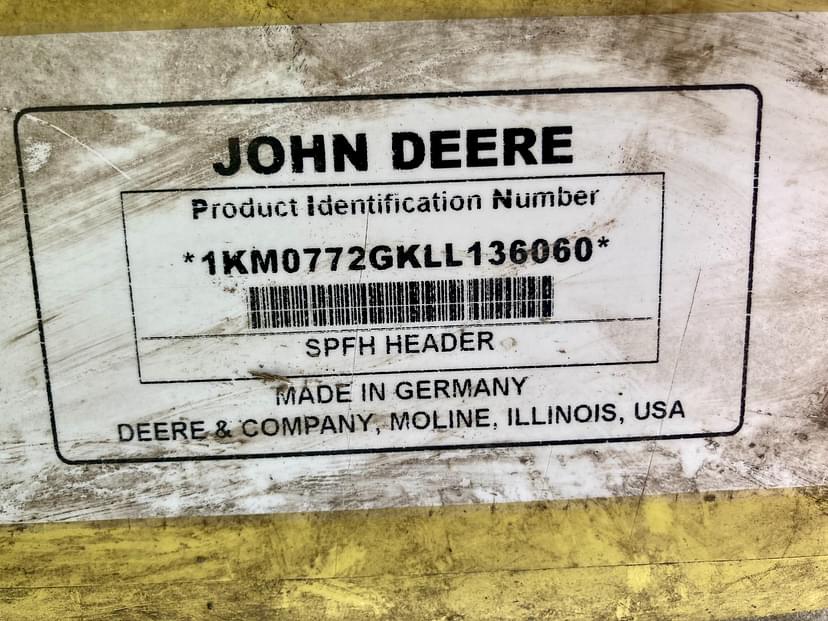 JOHN DEERE
Product Identification Number
*1KM0772GKLL136060*
SPFH HEADER
MADE IN GERMANY
DEERE & COMPANY, MOLINE, ILLINOIS, USA